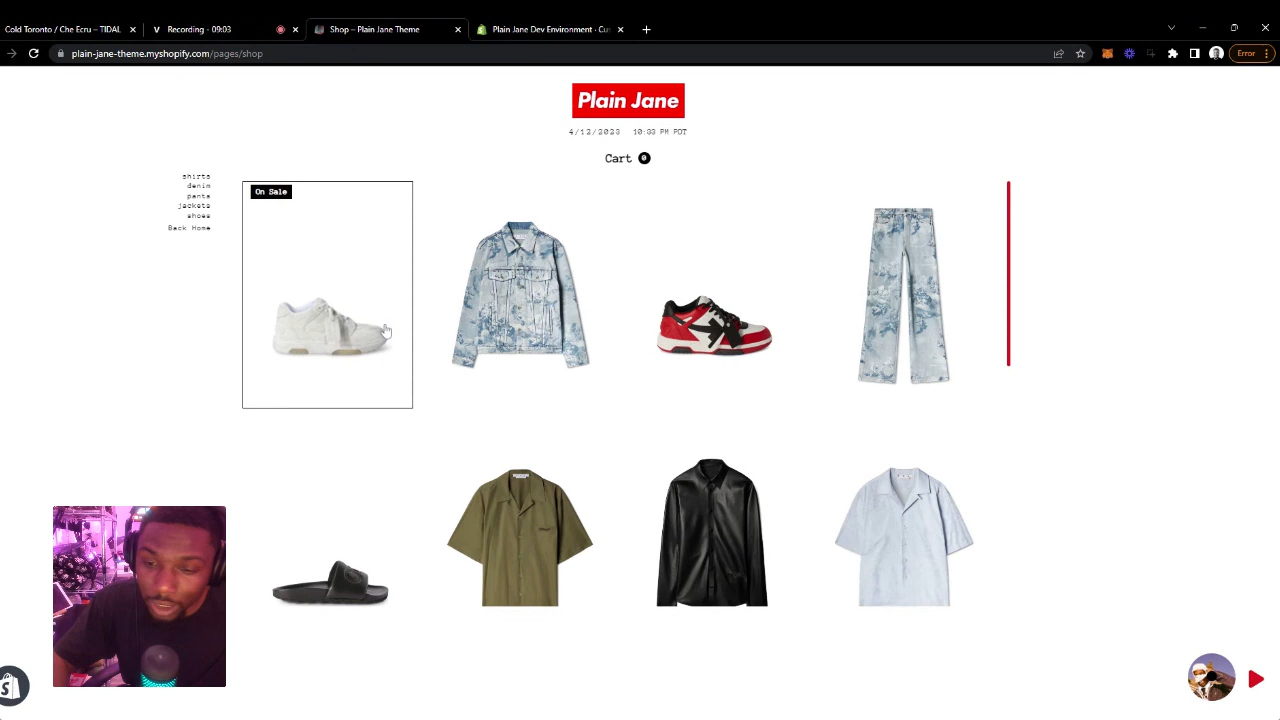 Cold Toronto / Che Ecru – TIDAL
Recording - 09:03
Shop – Plain Jane Theme
Plain Jane Dev Environment · Cus
plain-jane-theme.myshopify.com/pages/shop
Error
Plain Jane
4/12/2023 10:33 PM PDT
Cart 0
shirts
denim
pants
jackets
shoes
Back Home
On Sale